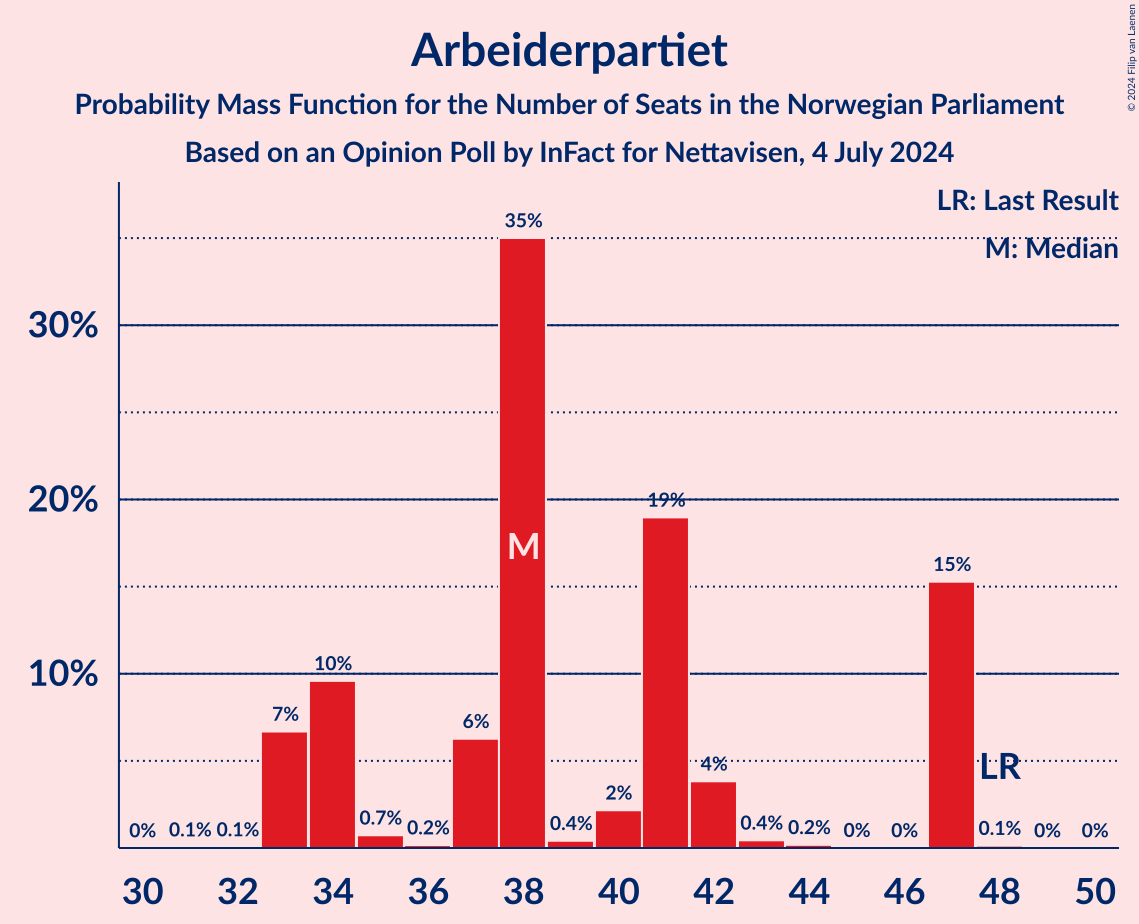 Arbeiderpartiet
Probability Mass Function for the Number of Seats in the Norwegian Parliament
Based on an Opinion Poll by InFact for Nettavisen, 4 July 2024
© 2024 Filip van Laenen
LR: Last Result
M: Median
30%
20%
10%
0%
0.1%
0.1%
7%
10%
0.7%
0.2%
6%
35%
M
0.4%
2%
19%
4%
0.4%
0.2%
0%
0%
15%
LR
0.1%
0%
0%
30 32 34 36 38 40 42 44 46 48 50